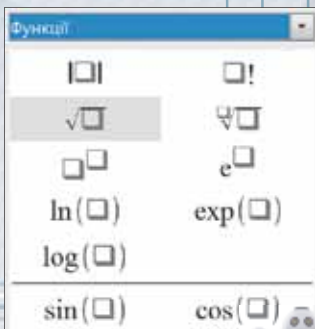 Функції
|□| □!
√□ ∜□
□^□ e^□
ln(□) exp(□)
log(□)
sin(□) cos(□)